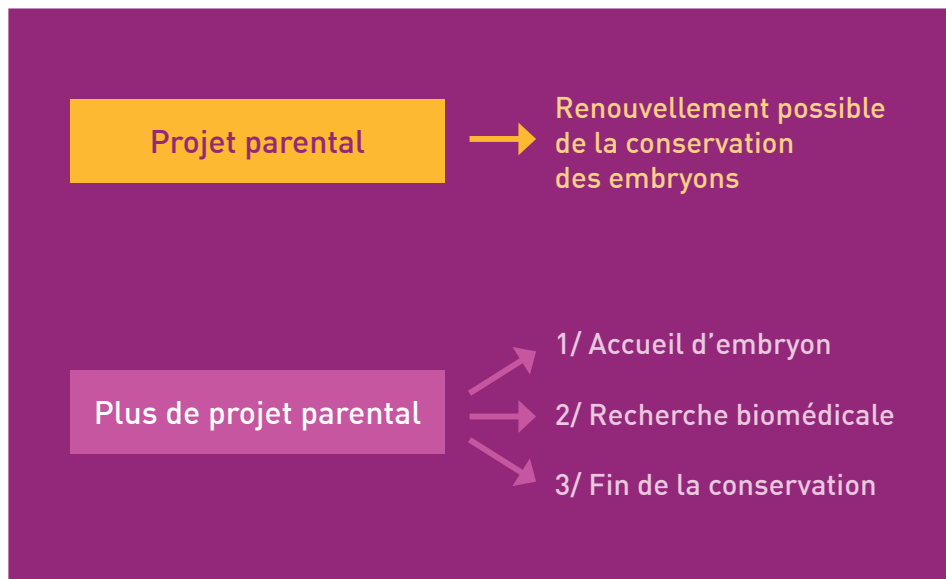 Projet parental
Renouvellement possible
de la conservation
des embryons
Plus de projet parental
1/ Accueil d’embryon
2/ Recherche biomédicale
3/ Fin de la conservation